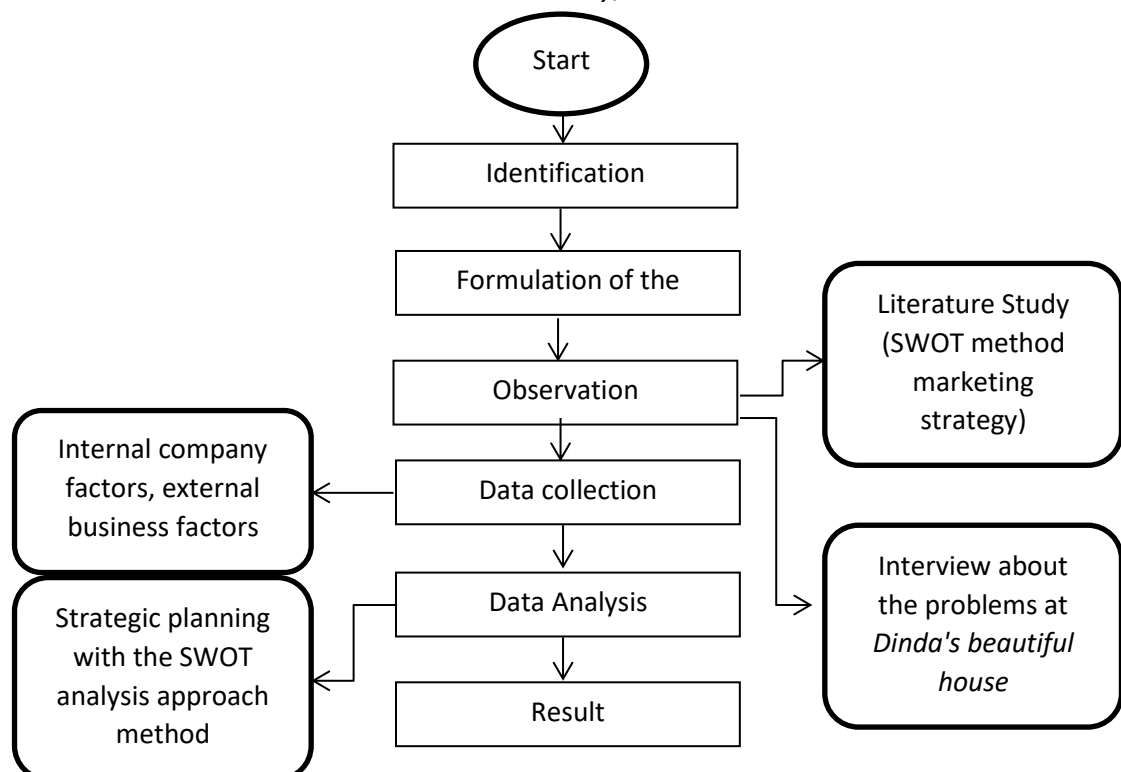 Start
Identification
Formulation of the
Observation
Literature Study
(SWOT method
marketing
strategy)
Internal company
factors, external
business factors
Data collection
Interview about
the problems at
Dinda's beautiful
house
Data Analysis
Strategic planning
with the SWOT
analysis approach
method
Result